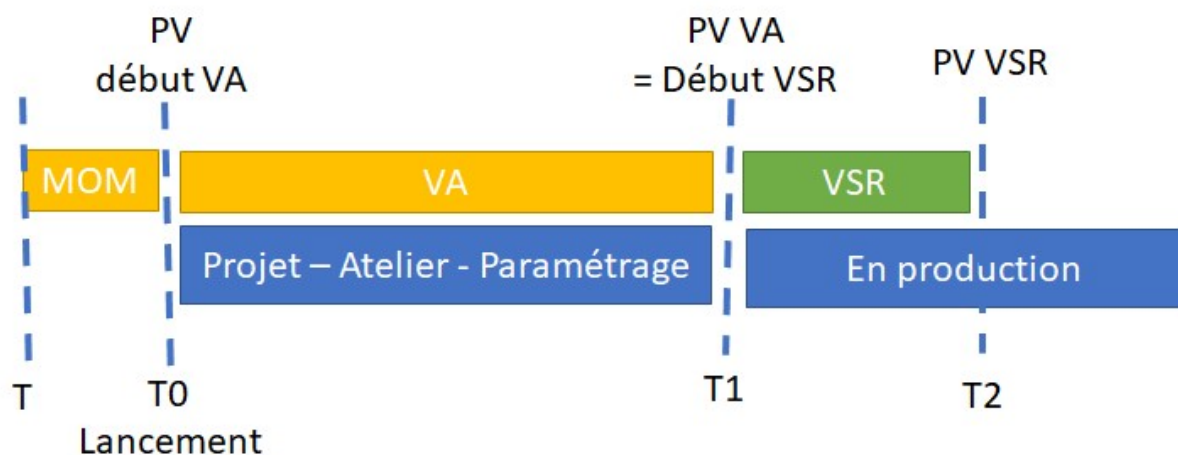 PV
début VA
PV VA
= Début VSR
PV VSR
MOM
VA
VSR
Projet – Atelier - Paramétrage
En production
T
T0
Lancement
T1
T2